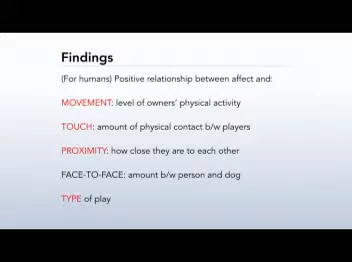 Findings
(For humans) Positive relationship between affect and:
MOVEMENT: level of owners' physical activity
TOUCH: amount of physical contact b/w players
PROXIMITY: how close they are to each other
FACE-TO-FACE: amount b/w person and dog
TYPE of play